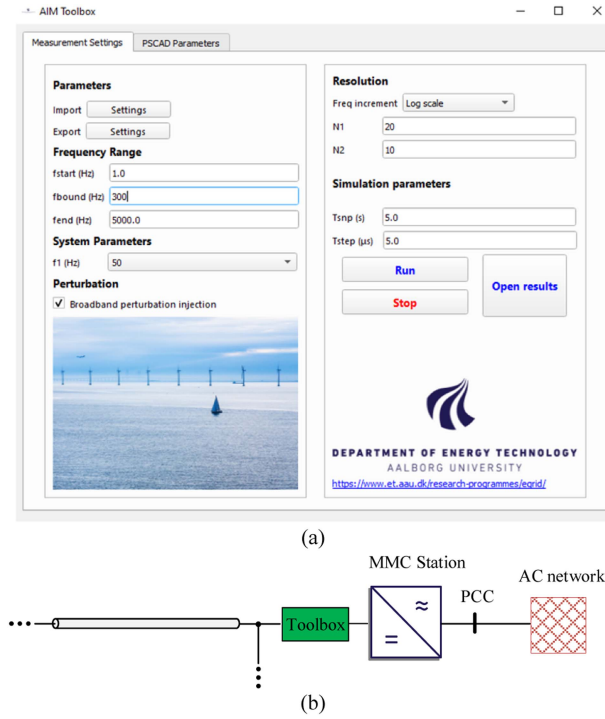 AIM Toolbox
Measurement Settings
PSCAD Parameters
Parameters
Import Settings
Export Settings
Frequency Range
fstart (Hz) 1.0
fbound (Hz) 300
fend (Hz) 5000.0
System Parameters
f1 (Hz) 50
Perturbation
Broadband perturbation injection
Resolution
Freq increment Log scale
N1 20
N2 10
Simulation parameters
Tsnp (s) 5.0
Tstep (μs) 5.0
Run
Stop
Open results
DEPARTMENT OF ENERGY TECHNOLOGY
AALBORG UNIVERSITY
https://www.et.aau.dk/research-programmes/egrid/
(a)
MMC Station
AC network
PCC
Toolbox
(b)